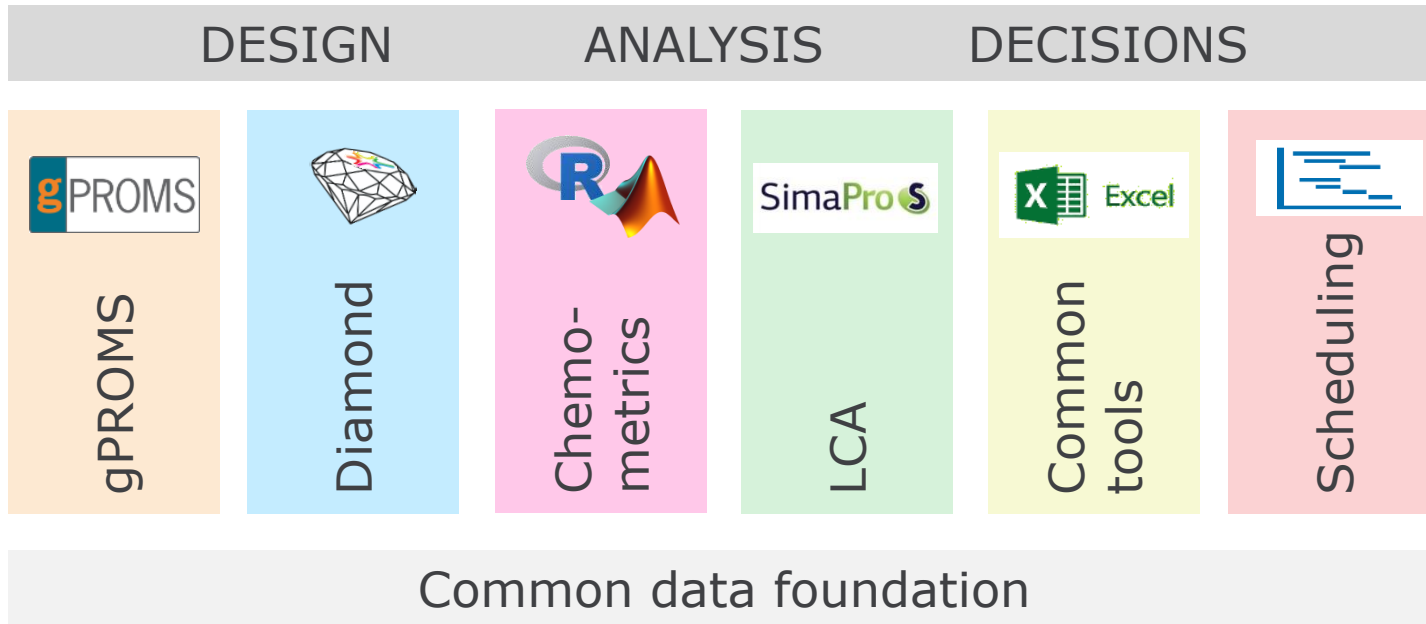 DESIGN ANALYSIS DECISIONS
gPROMS
R
SimaPro S
X Excel
gPROMS
Diamond
Chemo-
metrics
LCA
Common
tools
Scheduling
Common data foundation